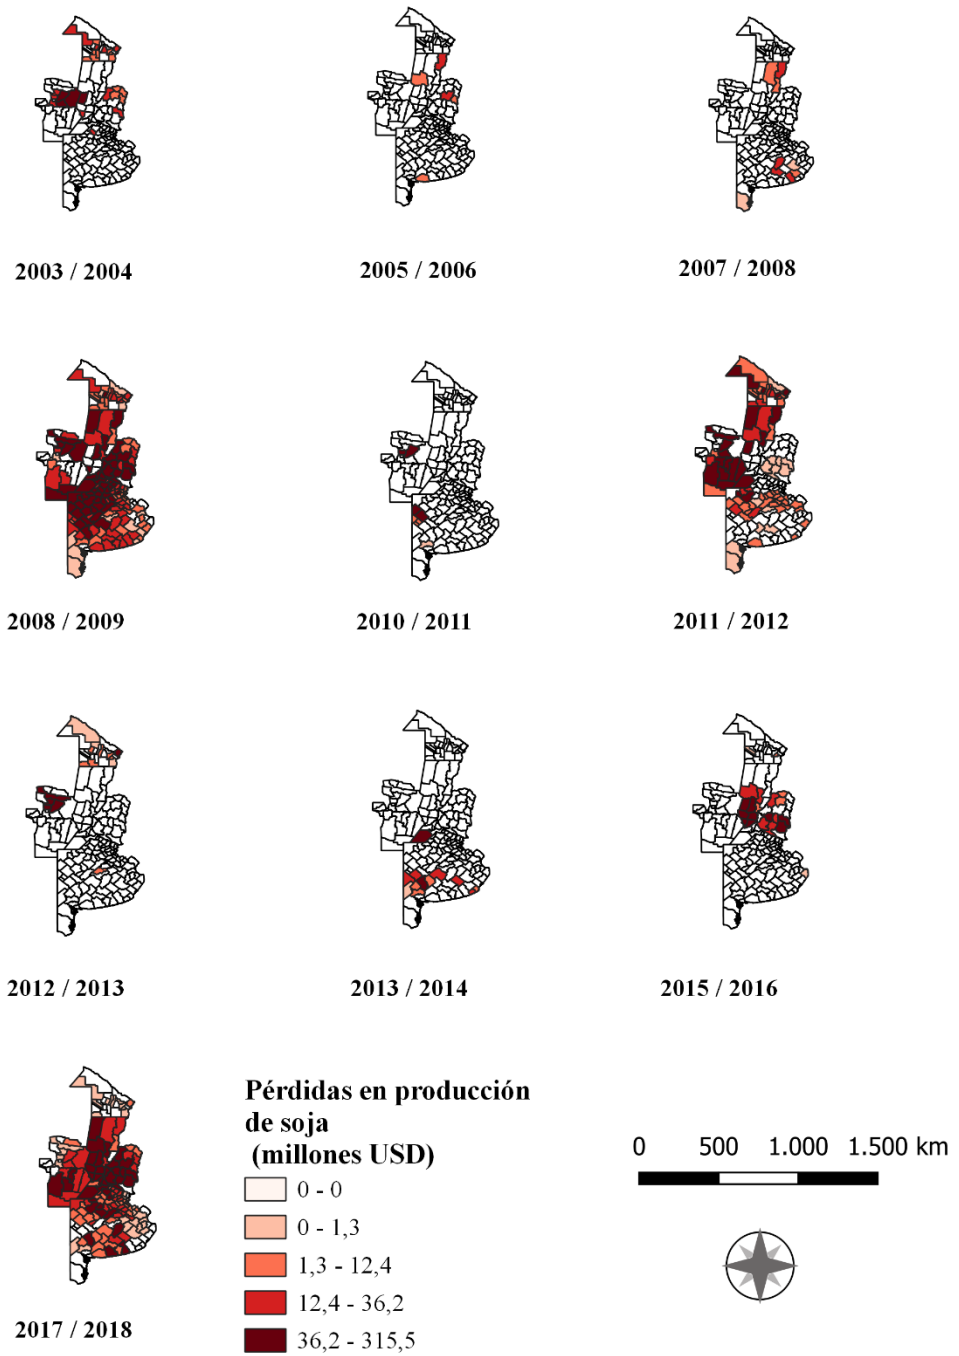 2003 / 2004
2005 / 2006
2007 / 2008
2008 / 2009
2010 / 2011
2011 / 2012
2012 / 2013
2013 / 2014
2015 / 2016
2017 / 2018
Pérdidas en producción
de soja
(millones USD)
0 - 0
0 - 1,3
1,3 - 12,4
12,4 - 36,2
36,2 - 315,5
0 500 1.000 1.500 km